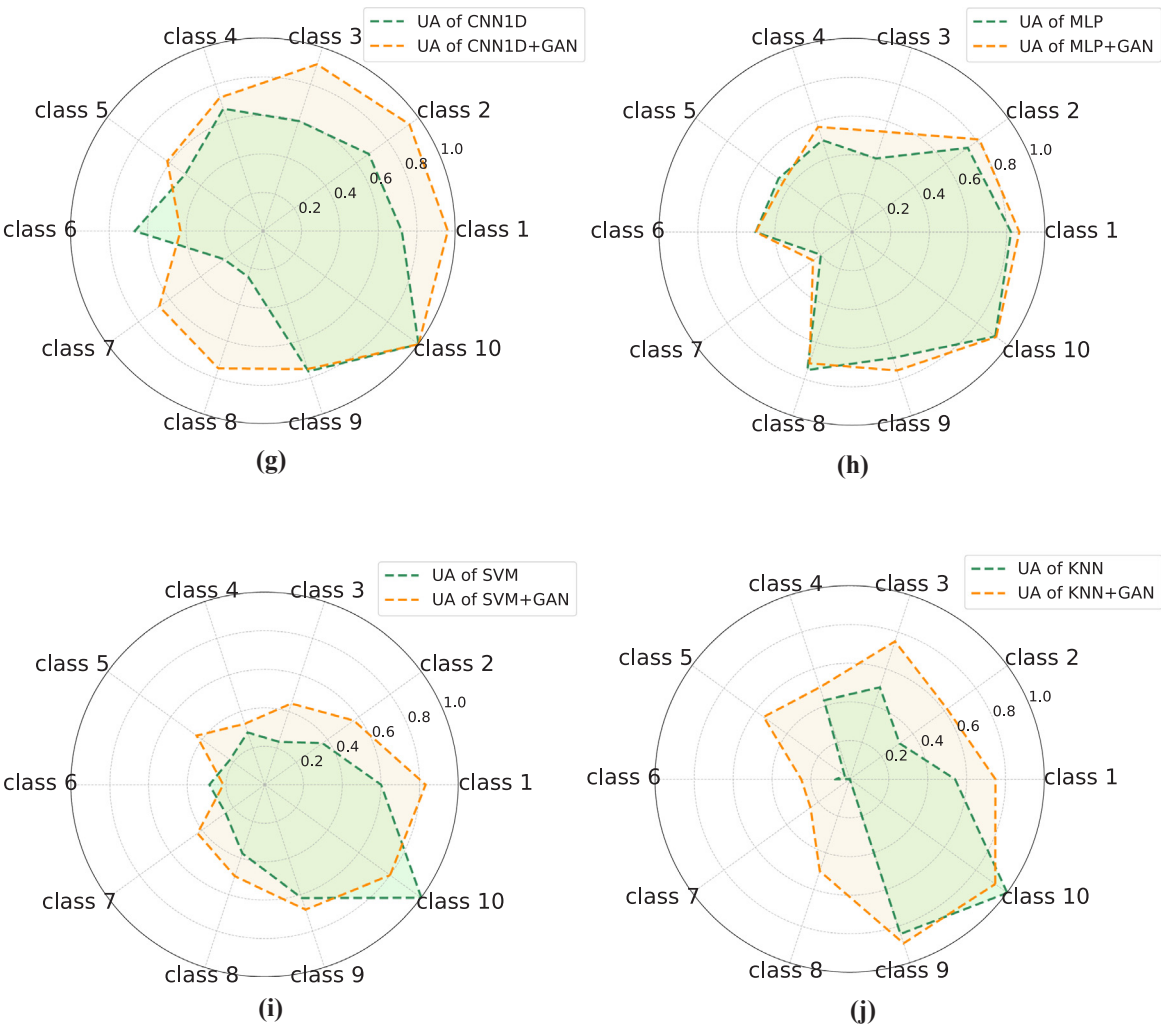 class 4
class 3
UA of CNN1D
UA of CNN1D+GAN
class 5
class 2
1.0
0.8
0.6
0.4
0.2
class 6
class 1
class 7
class 10
class 8
class 9
(g)
class 4
class 3
UA of MLP
UA of MLP+GAN
class 5
class 2
1.0
0.8
0.6
0.4
0.2
class 6
class 1
class 7
class 10
class 8
class 9
(h)
class 4
class 3
UA of SVM
UA of SVM+GAN
class 5
class 2
1.0
0.8
0.6
0.4
0.2
class 6
class 1
class 7
class 10
class 8
class 9
(i)
class 4
class 3
UA of KNN
UA of KNN+GAN
class 5
class 2
1.0
0.8
0.6
0.4
0.2
class 6
class 1
class 7
class 10
class 8
class 9
(j)